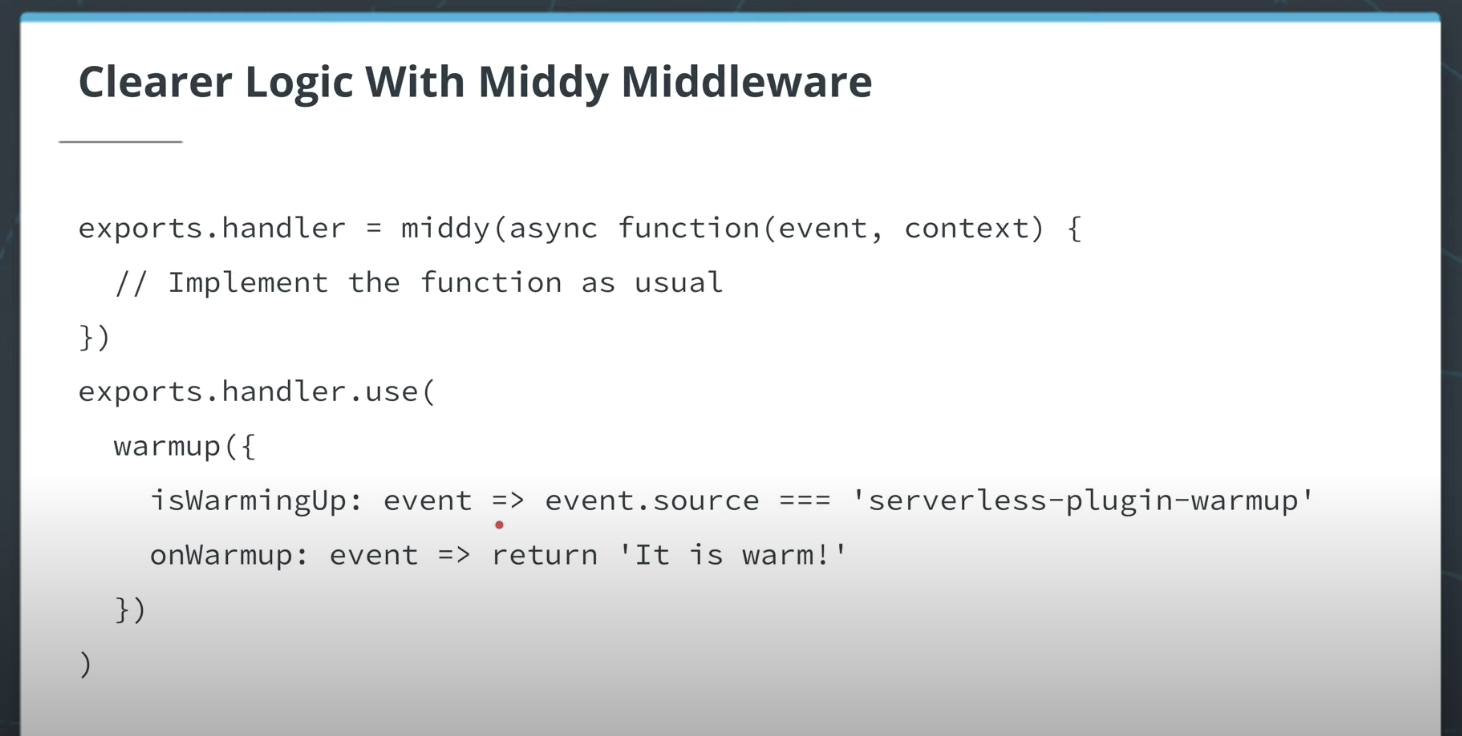 Clearer Logic With Middy Middleware
exports.handler = middy(async function(event, context) {
// Implement the function as usual
})
exports.handler.use(
warmup({
isWarmingUp: event => event.source === 'serverless-plugin-warmup'
onWarmup: event => return 'It is warm!'
})
)